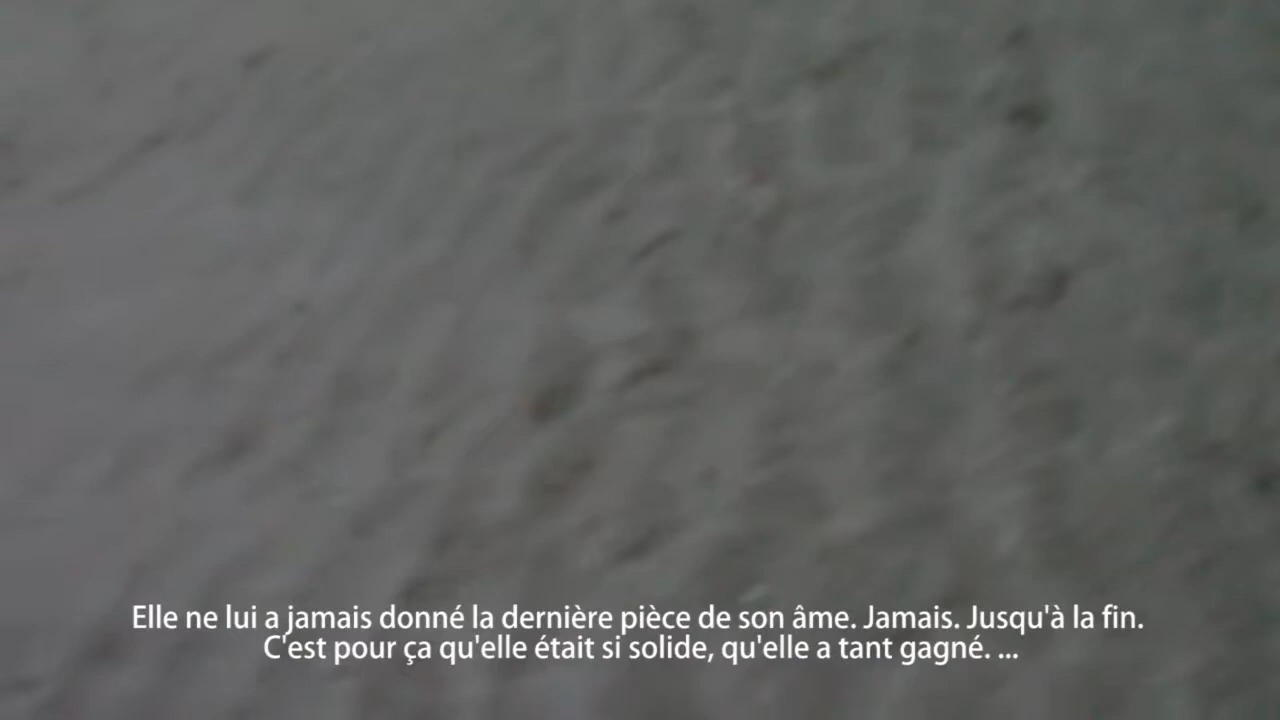 Elle ne lui a jamais donné la dernière pièce de son âme. Jamais. Jusqu'à la fin.
C'est pour ça qu'elle était si solide, qu'elle a tant gagné. ...